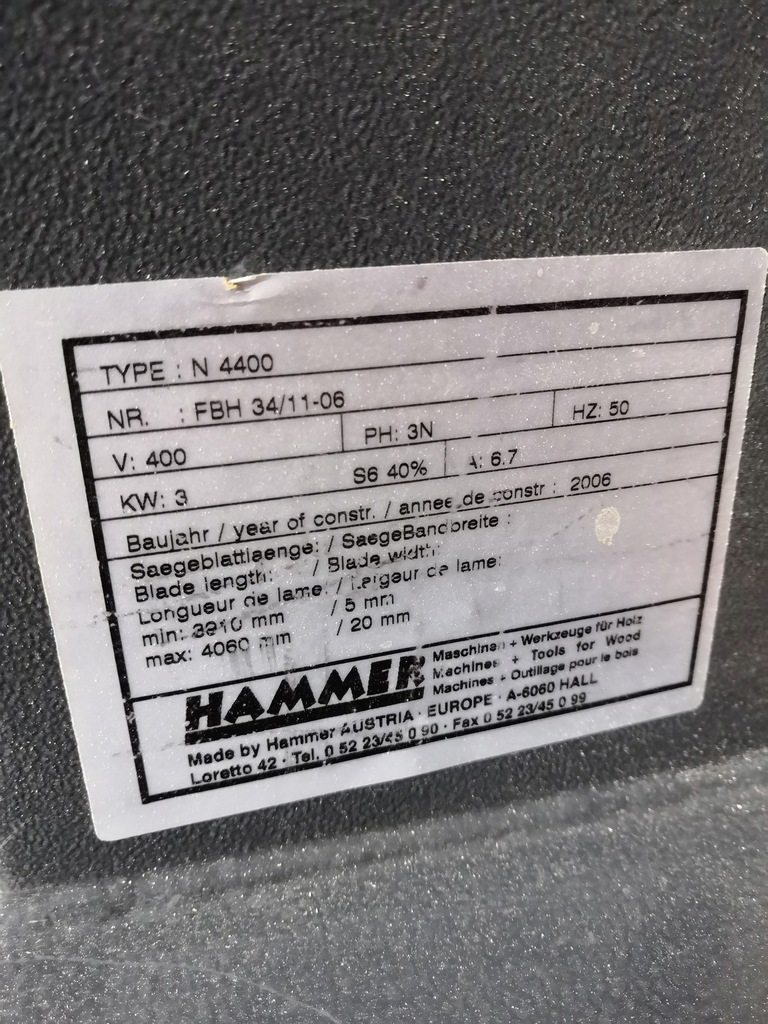 TYPE : N 4400
NR. : FBH 34/11-06
V: 400 PH: 3N HZ: 50
KW: 3 S6 40% A: 6.7
Baujahr / year of constr. / annee de constr : 2006
Saegeblattlaenge: / SaegeBandbreite :
Blade length: / Blade width:
Longueur de lame: / Largeur de lame:
min: 3910 mm / 5 mm
max: 4060 mm / 20 mm
HAMMER
Maschinen + Werkzeuge für Holz
Machines + Tools for Wood
Machines + Outillage pour le bois
Made by Hammer AUSTRIA · EUROPE · A-6060 HALL
Loretto 42 · Tel. 0 52 23/45 0 90 · Fax 0 52 23/45 0 99